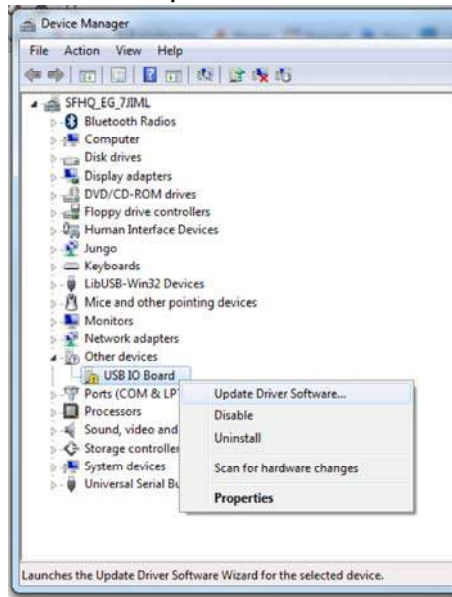 Device Manager
File Action View Help
SFHQ_EG_7JIML
Bluetooth Radios
Computer
Disk drives
Display adapters
DVD/CD-ROM drives
Floppy drive controllers
Human Interface Devices
Jungo
Keyboards
LibUSB-Win32 Devices
Mice and other pointing devices
Monitors
Network adapters
Other devices
USB IO Board
Ports (COM & LP
Update Driver Software...
Processors
Disable
Sound, video and
Uninstall
Storage controller
System devices
Scan for hardware changes
Universal Serial Bu
Properties
Launches the Update Driver Software Wizard for the selected device.